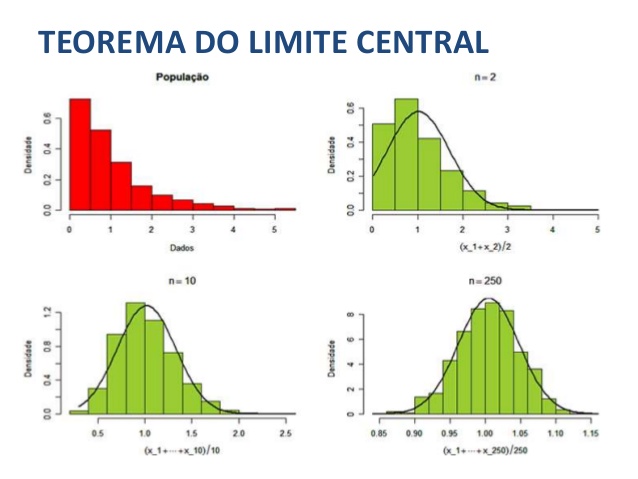 TEOREMA DO LIMITE CENTRAL
População
Densidade
0.0 0.2 0.4 0.6
0 1 2 3 4 5
Dados
n= 2
Densidade
0.0 0.2 0.4 0.6
0 1 2 3 4 5
(x_1+x_2)/2
n= 10
Densidade
0.0 0.4 0.8 1.2
0.5 1.0 1.5 2.0 2.5
(x_1+···+x_10)/10
n= 250
Densidade
0 2 4 6 8
0.85 0.90 0.95 1.00 1.05 1.10 1.15
(x_1+···+x_250)/250